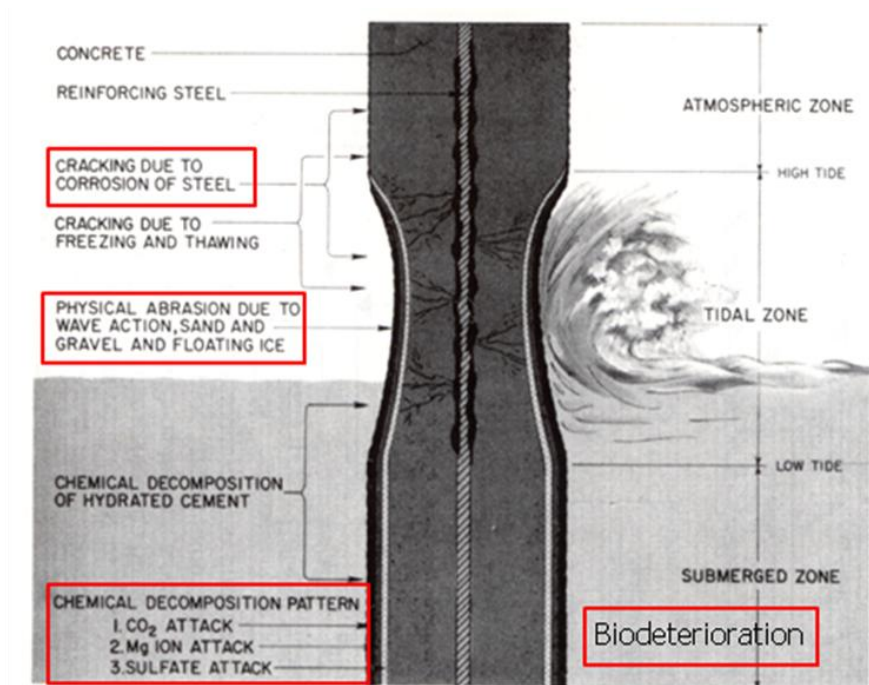 CONCRETE
REINFORCING STEEL
CRACKING DUE TO
CORROSION OF STEEL
CRACKING DUE TO
FREEZING AND THAWING
PHYSICAL ABRASION DUE TO
WAVE ACTION, SAND AND
GRAVEL AND FLOATING ICE
CHEMICAL DECOMPOSITION
OF HYDRATED CEMENT
CHEMICAL DECOMPOSITION PATTERN
1. CO₂ ATTACK
2. Mg ION ATTACK
3. SULFATE ATTACK
ATMOSPHERIC ZONE
HIGH TIDE
TIDAL ZONE
LOW TIDE
SUBMERGED ZONE
Biodeterioration